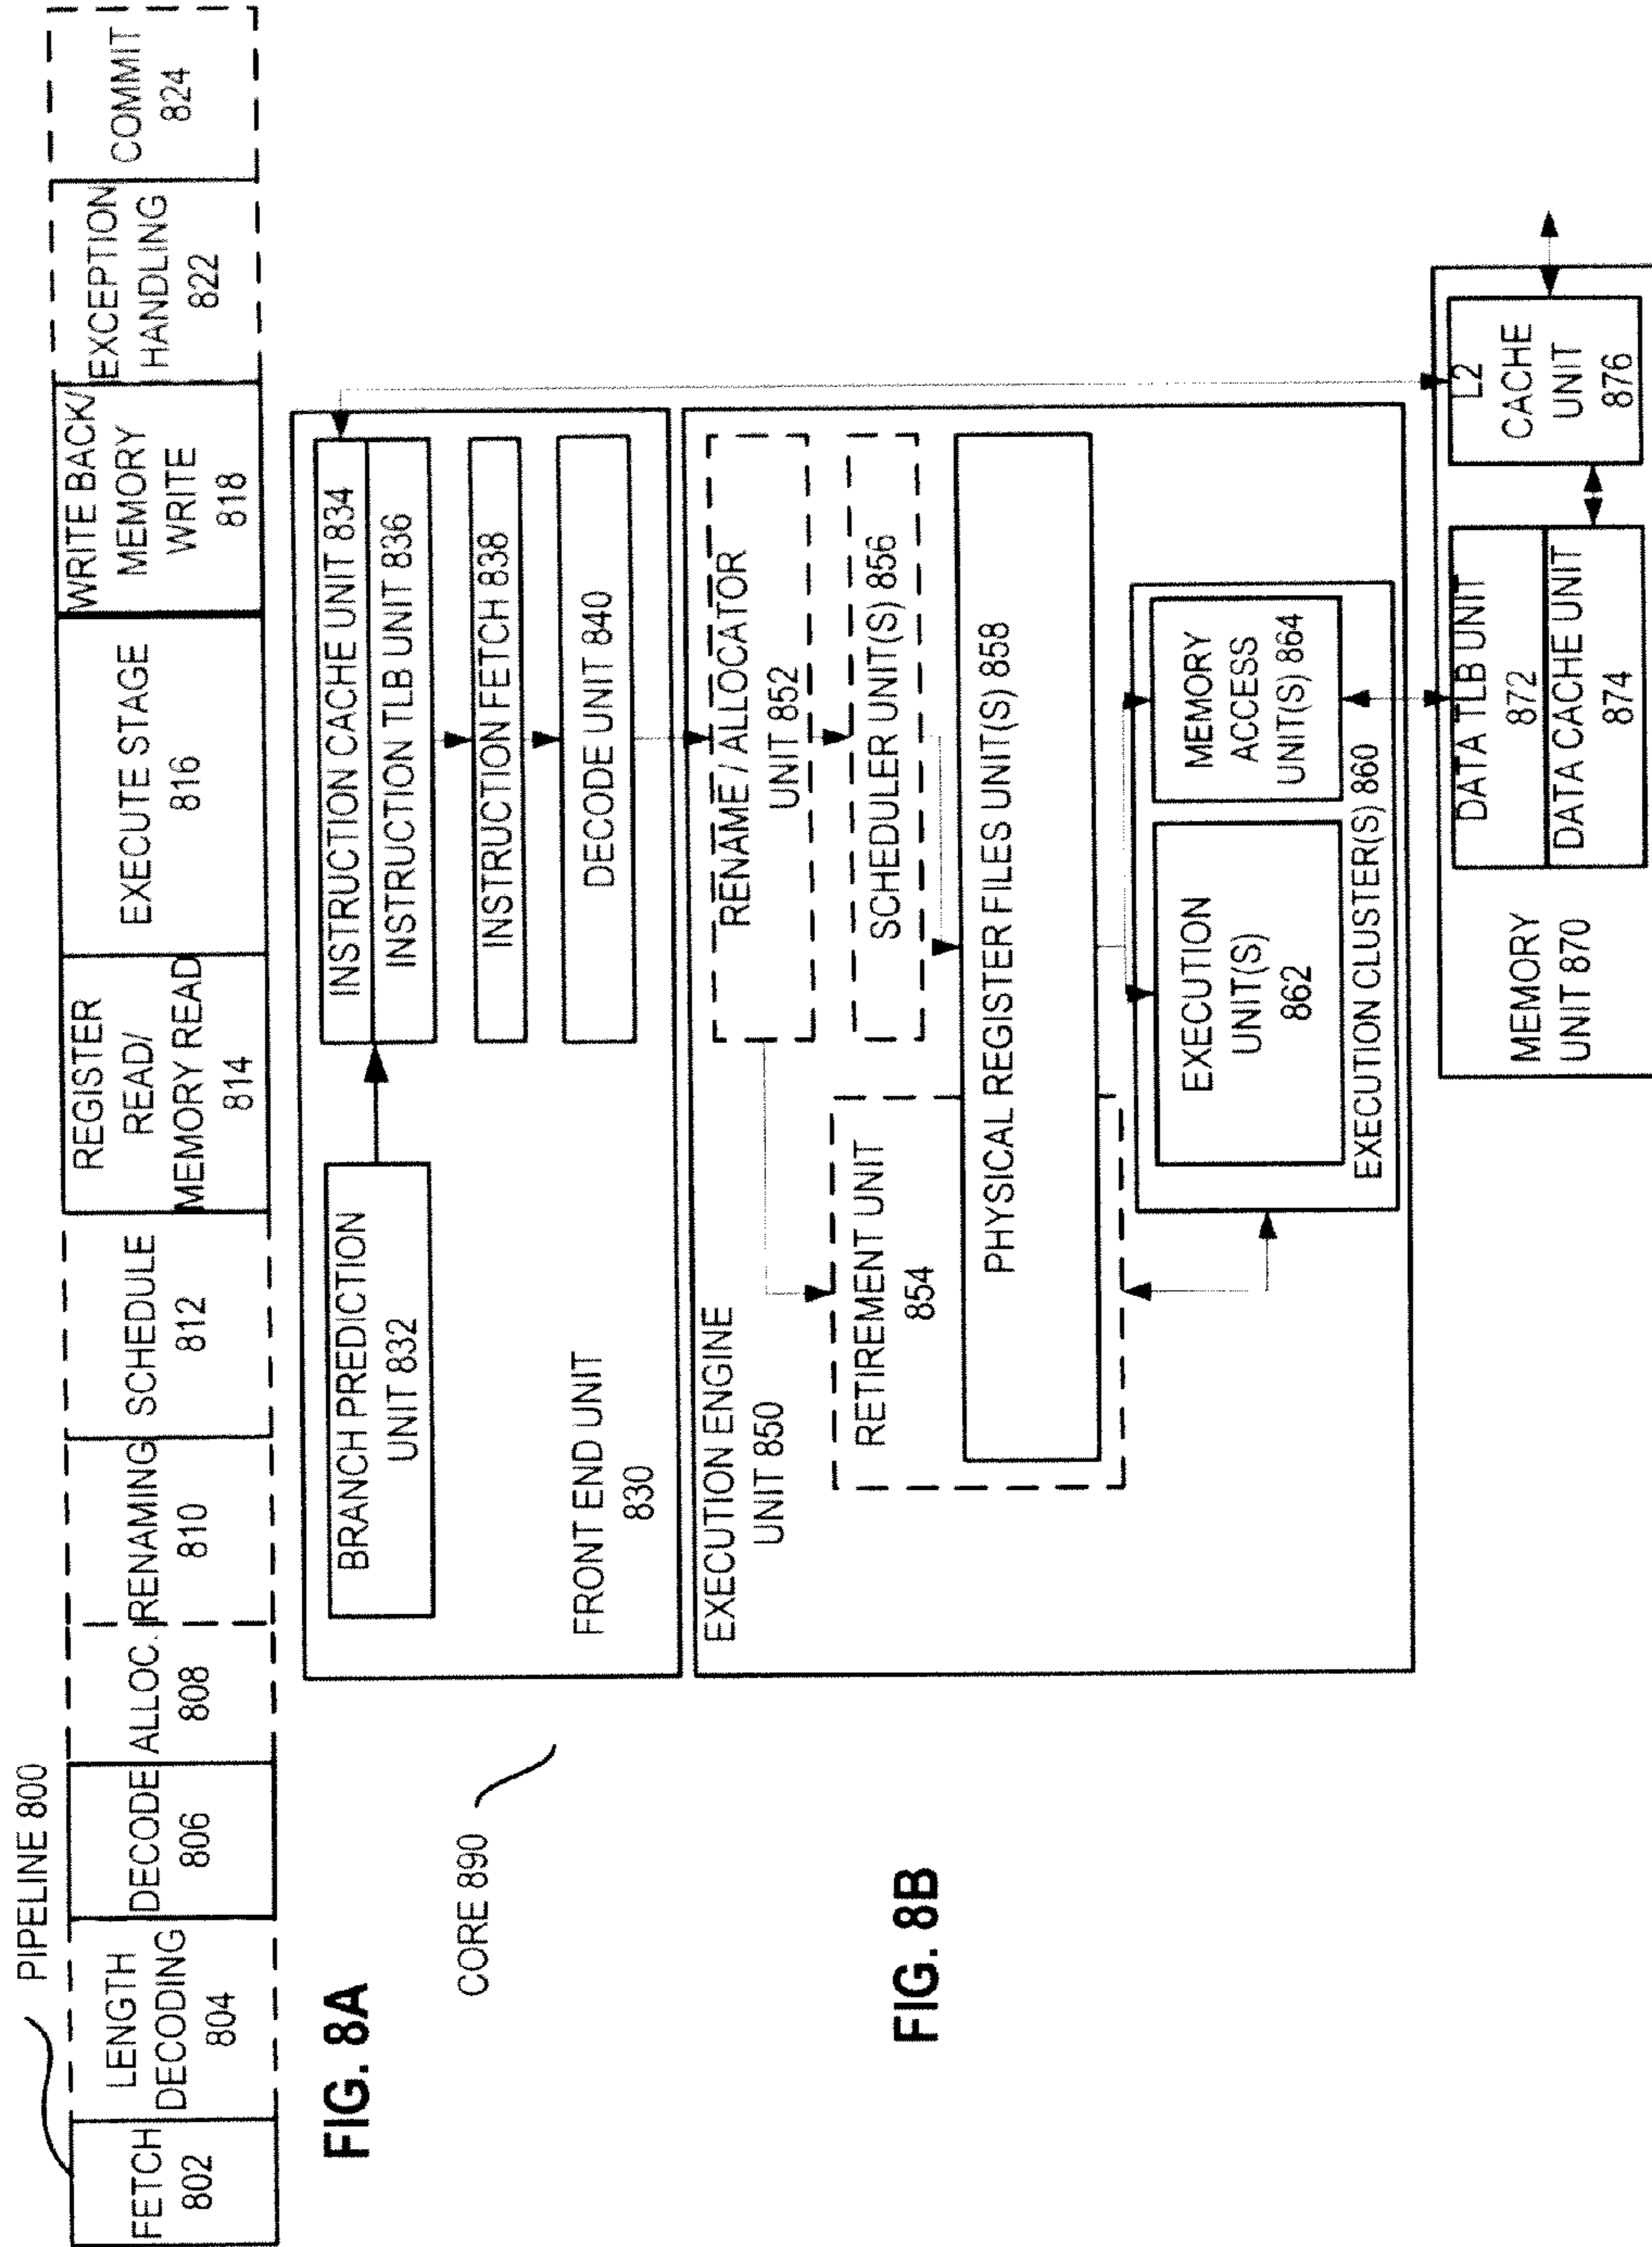 PIPELINE 800
FETCH
802
LENGTH
DECODING
804
DECODE
806
ALLOC.
808
RENAMING
810
SCHEDULE
812
REGISTER
READ/
MEMORY READ
814
EXECUTE STAGE
816
WRITE BACK/
MEMORY
WRITE
818
EXCEPTION
HANDLING
822
COMMIT
824
FIG. 8A
CORE 890
BRANCH PREDICTION
UNIT 832
INSTRUCTION CACHE UNIT 834
INSTRUCTION TLB UNIT 836
INSTRUCTION FETCH 838
DECODE UNIT 840
FRONT END UNIT
830
EXECUTION ENGINE
UNIT 850
RENAME / ALLOCATOR
UNIT 852
SCHEDULER UNIT(S) 856
RETIREMENT UNIT
854
PHYSICAL REGISTER FILES UNIT(S) 858
EXECUTION
UNIT(S)
862
MEMORY
ACCESS
UNIT(S) 864
EXECUTION CLUSTER(S) 860
FIG. 8B
MEMORY
UNIT 870
DATA TLB UNIT
872
DATA CACHE UNIT
874
L2
CACHE
UNIT
876